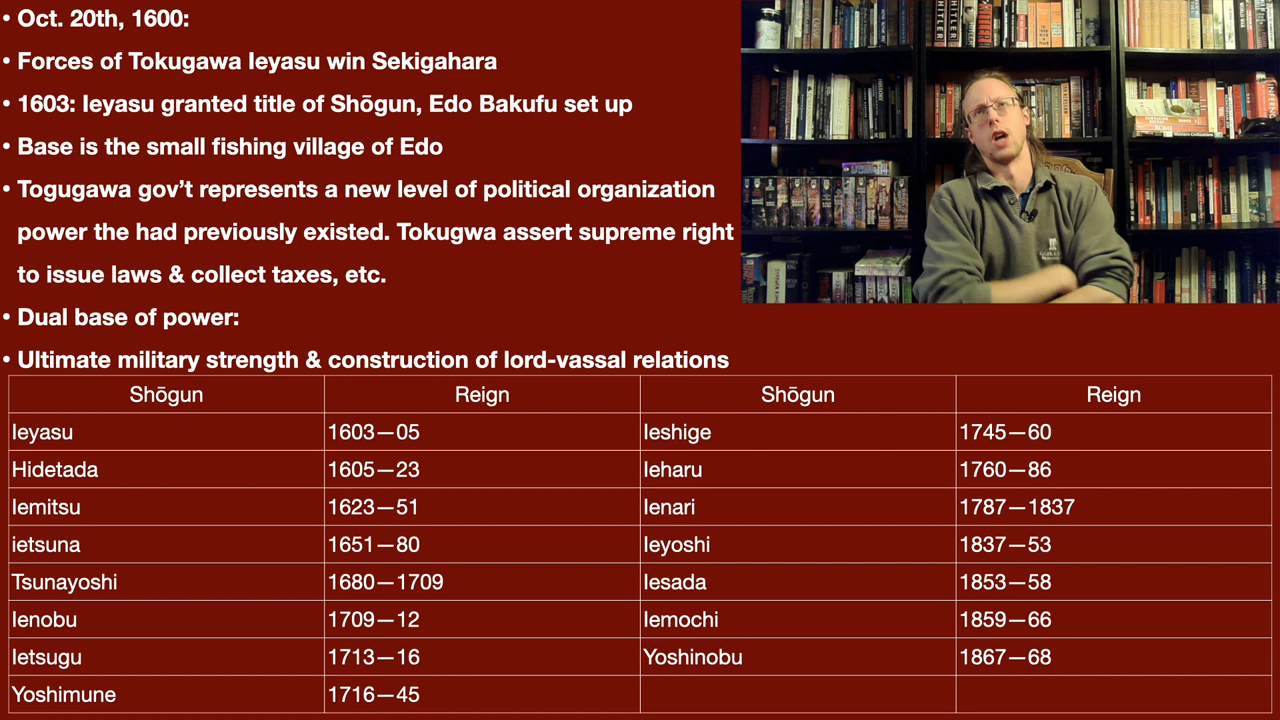 • Oct. 20th, 1600:
• Forces of Tokugawa Ieyasu win Sekigahara
• 1603: Ieyasu granted title of Shōgun, Edo Bakufu set up
• Base is the small fishing village of Edo
• Togugawa gov't represents a new level of political organization
power the had previously existed. Tokugwa assert supreme right
to issue laws & collect taxes, etc.
• Dual base of power:
• Ultimate military strength & construction of lord-vassal relations
Shōgun Reign Shōgun Reign
Ieyasu 1603—05 Ieshige 1745—60
Hidetada 1605—23 Ieharu 1760—86
Iemitsu 1623—51 Ienari 1787—1837
ietsuna 1651—80 Ieyoshi 1837—53
Tsunayoshi 1680—1709 Iesada 1853—58
Ienobu 1709—12 Iemochi 1859—66
Ietsugu 1713—16 Yoshinobu 1867—68
Yoshimune 1716—45
HITLER
HITLER